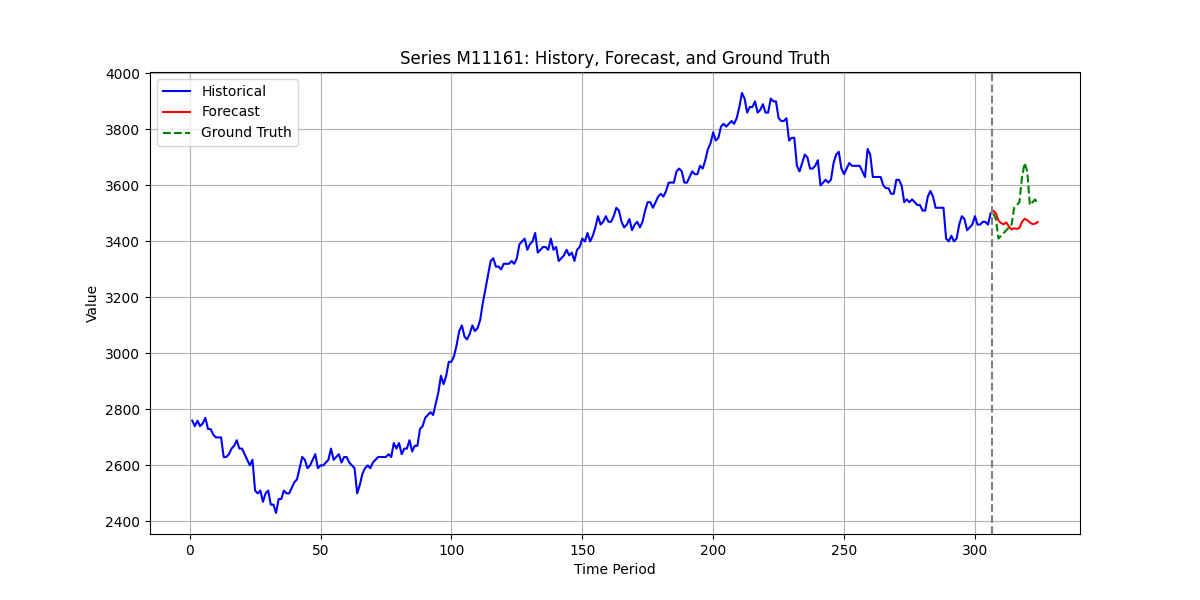 Series M11161: History, Forecast, and Ground Truth
Historical
Forecast
Ground Truth
Value
4000
3800
3600
3400
3200
3000
2800
2600
2400
0 50 100 150 200 250 300
Time Period